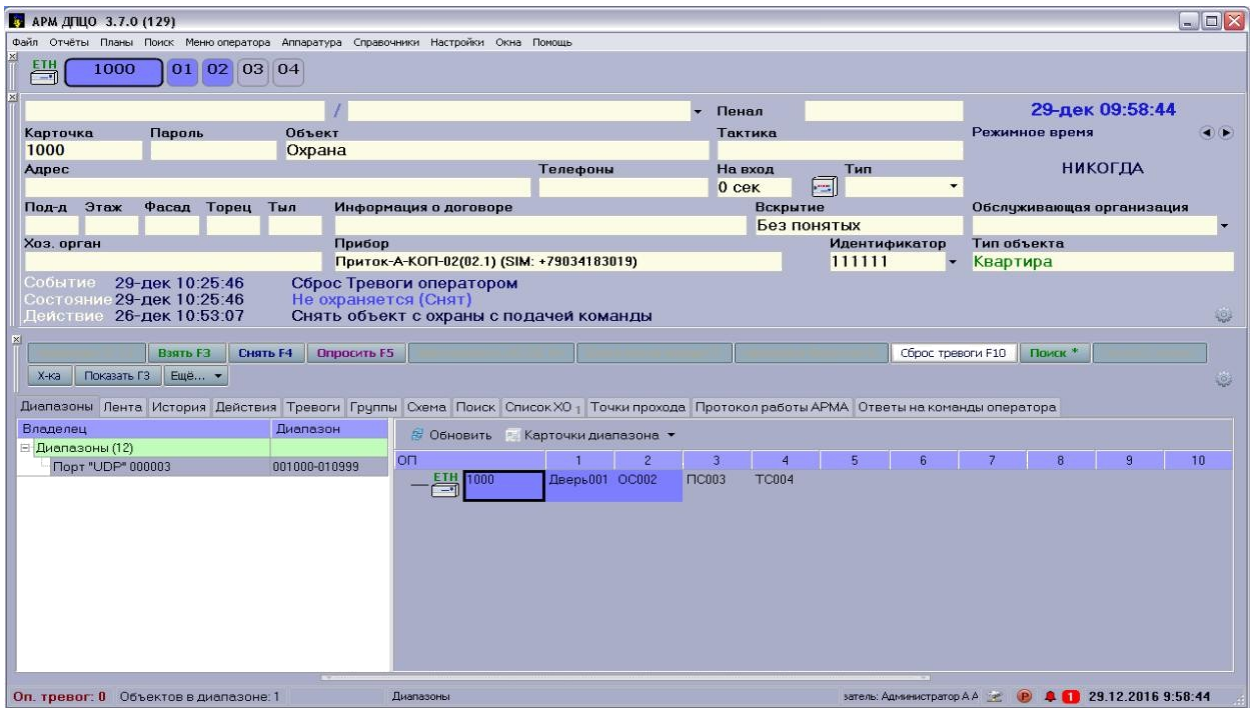 АРМ ДПЦО 3.7.0 (129)
Файл Отчёты Планы Поиск Меню оператора Аппаратура Справочники Настройки Окна Помощь
ETH 1000 01 02 03 04
/ Пенал 29-дек 09:58:44
Карточка Пароль Объект Тактика Режимное время
1000 Охрана
Адрес Телефоны На вход Тип НИКОГДА
0 сек
Под-д Этаж Фасад Торец Тыл Информация о договоре Вскрытие Обслуживающая организация
Без понятых
Хоз. орган Прибор Идентификатор Тип объекта
Приток-А-КОП-02(02.1) (SIM: +79034183019) 111111 Квартира
Событие 29-дек 10:25:46 Сброс Тревоги оператором
Состояние 29-дек 10:25:46 Не охраняется (Снят)
Действие 26-дек 10:53:07 Снять объект с охраны с подачей команды
Взять F3 Снять F4 Опросить F5 Сброс тревоги F10 Поиск *
Х-ка Показать Г3 Ещё...
Диапазоны Лента История Действия Тревоги Группы Схема Поиск Список ХО 1 Точки прохода Протокол работы АРМА Ответы на команды оператора
Владелец Диапазон Обновить Карточки диапазона
Диапазоны (12)
Порт "UDP" 000003 001000-010999
ОП 1 2 3 4 5 6 7 8 9 10
ETH 1000 Дверь001 ОС002 ПС003 ТС004
Оп. тревог: 0 Объектов в диапазоне: 1 Диапазоны затель: Администратор А А P 1 29.12.2016 9:58:44